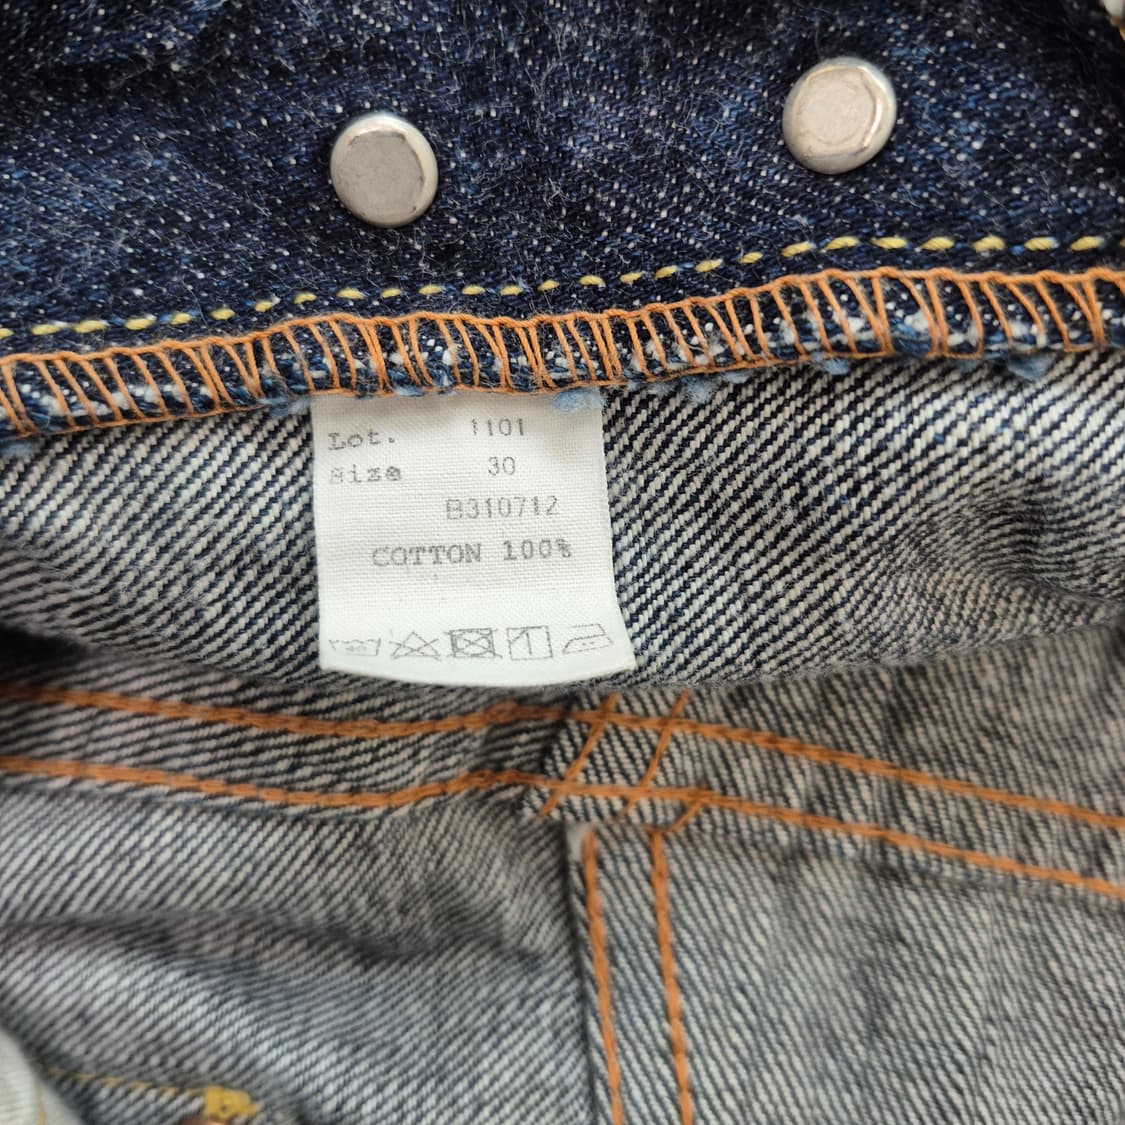 Lot. 1101
Size 30
B310712
COTTON 100%